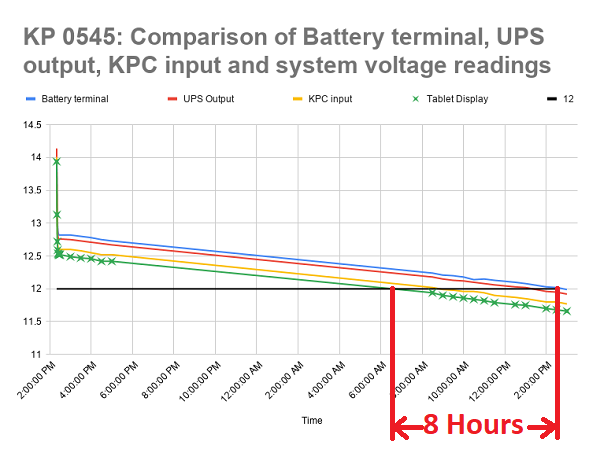 KP 0545: Comparison of Battery terminal, UPS
output, KPC input and system voltage readings
Battery terminal UPS Output KPC input Tablet Display 12
14.5
14
13.5
13
12.5
12
11.5
11
2:00:00 PM 4:00:00 PM 6:00:00 PM 8:00:00 PM 10:00:00 PM 12:00:00 AM 2:00:00 AM 4:00:00 AM 6:00:00 AM 8:00:00 AM 10:00:00 AM 12:00:00 PM 2:00:00 PM
Time
8 Hours